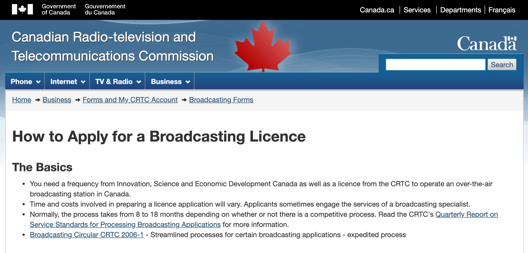 Government of Canada
Gouvernement du Canada
Canada.ca | Services | Departments | Français
Canadian Radio-television and
Telecommunications Commission
Canada
Search
Phone Internet TV & Radio Business
Home → Business → Forms and My CRTC Account → Broadcasting Forms
How to Apply for a Broadcasting Licence
The Basics
• You need a frequency from Innovation, Science and Economic Development Canada as well as a licence from the CRTC to operate an over-the-air
broadcasting station in Canada.
• Time and costs involved in preparing a licence application will vary. Applicants sometimes engage the services of a broadcasting specialist.
• Normally, the process takes from 8 to 18 months depending on whether or not there is a competitive process. Read the CRTC's Quarterly Report on
Service Standards for Processing Broadcasting Applications for more information.
• Broadcasting Circular CRTC 2006-1 - Streamlined processes for certain broadcasting applications - expedited process